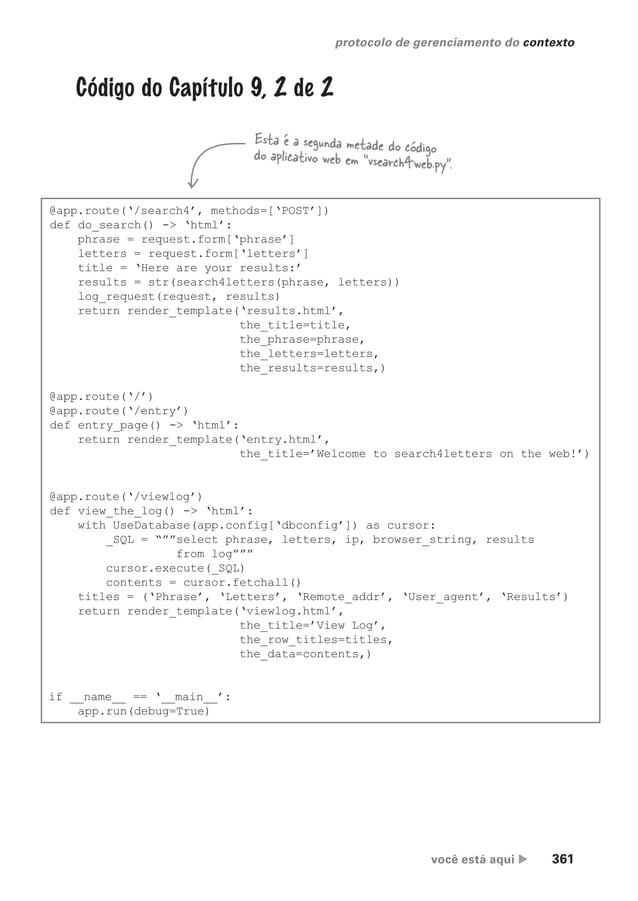 protocolo de gerenciamento do contexto
Código do Capítulo 9, 2 de 2
Esta é a segunda metade do código
do aplicativo web em “vsearch4web.py”.
@app.route(‘/search4’, methods=[‘POST’])
def do_search() -> ‘html’:
    phrase = request.form[‘phrase’]
    letters = request.form[‘letters’]
    title = ‘Here are your results:’
    results = str(search4letters(phrase, letters))
    log_request(request, results)
    return render_template(‘results.html’,
                           the_title=title,
                           the_phrase=phrase,
                           the_letters=letters,
                           the_results=results,)
@app.route(‘/’)
@app.route(‘/entry’)
def entry_page() -> ‘html’:
    return render_template(‘entry.html’,
                           the_title=’Welcome to search4letters on the web!’)
@app.route(‘/viewlog’)
def view_the_log() -> ‘html’:
    with UseDatabase(app.config[‘dbconfig’]) as cursor:
        _SQL = “””select phrase, letters, ip, browser_string, results
                  from log”””
        cursor.execute(_SQL)
        contents = cursor.fetchall()
    titles = (‘Phrase’, ‘Letters’, ‘Remote_addr’, ‘User_agent’, ‘Results’)
    return render_template(‘viewlog.html’,
                           the_title=’View Log’,
                           the_row_titles=titles,
                           the_data=contents,)
if __name__ == ‘__main__’:
    app.run(debug=True)
você está aqui ▶ 361